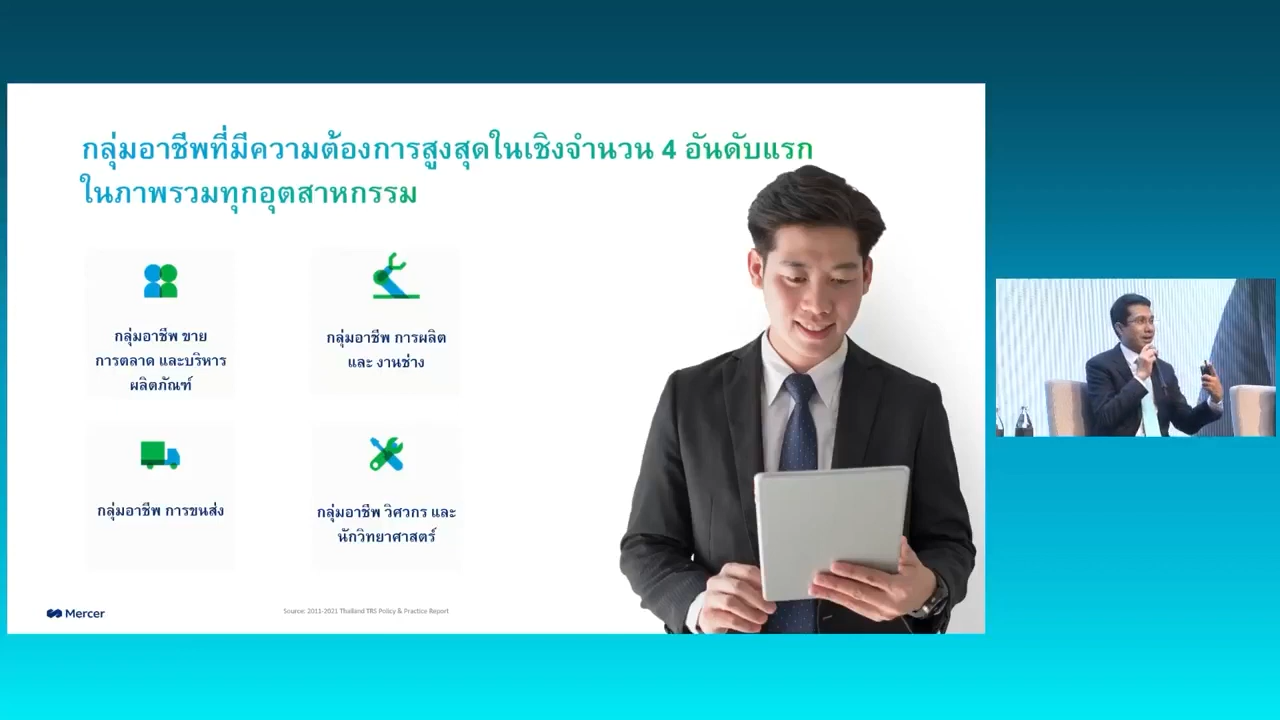 กลุ่มอาชีพที่มีความต้องการสูงสุดในเชิงจำนวน 4 อันดับแรก
ในภาพรวมทุกอุตสาหกรรม
กลุ่มอาชีพ ขาย
การตลาด และบริหาร
ผลิตภัณฑ์
กลุ่มอาชีพ การผลิต
และ งานช่าง
กลุ่มอาชีพ การขนส่ง
กลุ่มอาชีพ วิศวกร และ
นักวิทยาศาสตร์
Mercer
Source: 2011-2021 Thailand TRS Policy & Practice Report